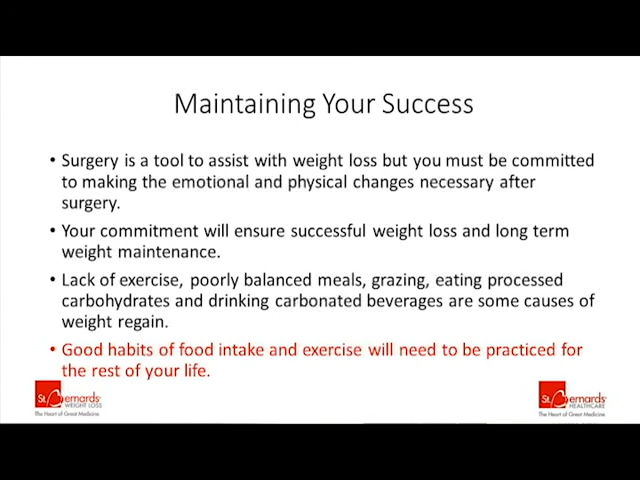 Maintaining Your Success
• Surgery is a tool to assist with weight loss but you must be committed
to making the emotional and physical changes necessary after
surgery.
• Your commitment will ensure successful weight loss and long term
weight maintenance.
• Lack of exercise, poorly balanced meals, grazing, eating processed
carbohydrates and drinking carbonated beverages are some causes of
weight regain.
• Good habits of food intake and exercise will need to be practiced for
the rest of your life.
St. Bernards
WEIGHT LOSS
The Heart of Great Medicine
St. Bernards
HEALTHCARE
The Heart of Great Medicine